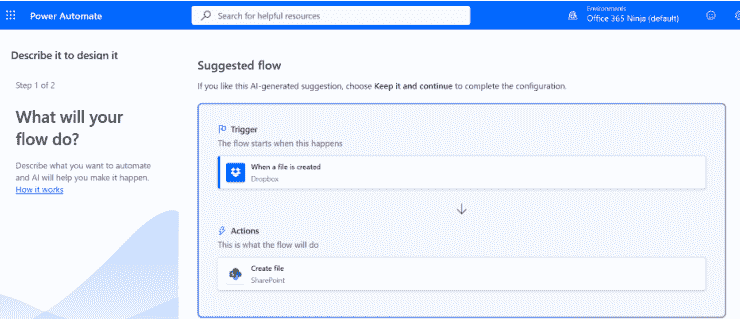 Power Automate
Search for helpful resources
Environments
Office 365 Ninja (default)
Describe it to design it
Step 1 of 2
What will your
flow do?
Describe what you want to automate
and AI will help you make it happen.
How it works
Suggested flow
If you like this AI-generated suggestion, choose Keep it and continue to complete the configuration.
Trigger
The flow starts when this happens
When a file is created
Dropbox
Actions
This is what the flow will do
Create file
SharePoint